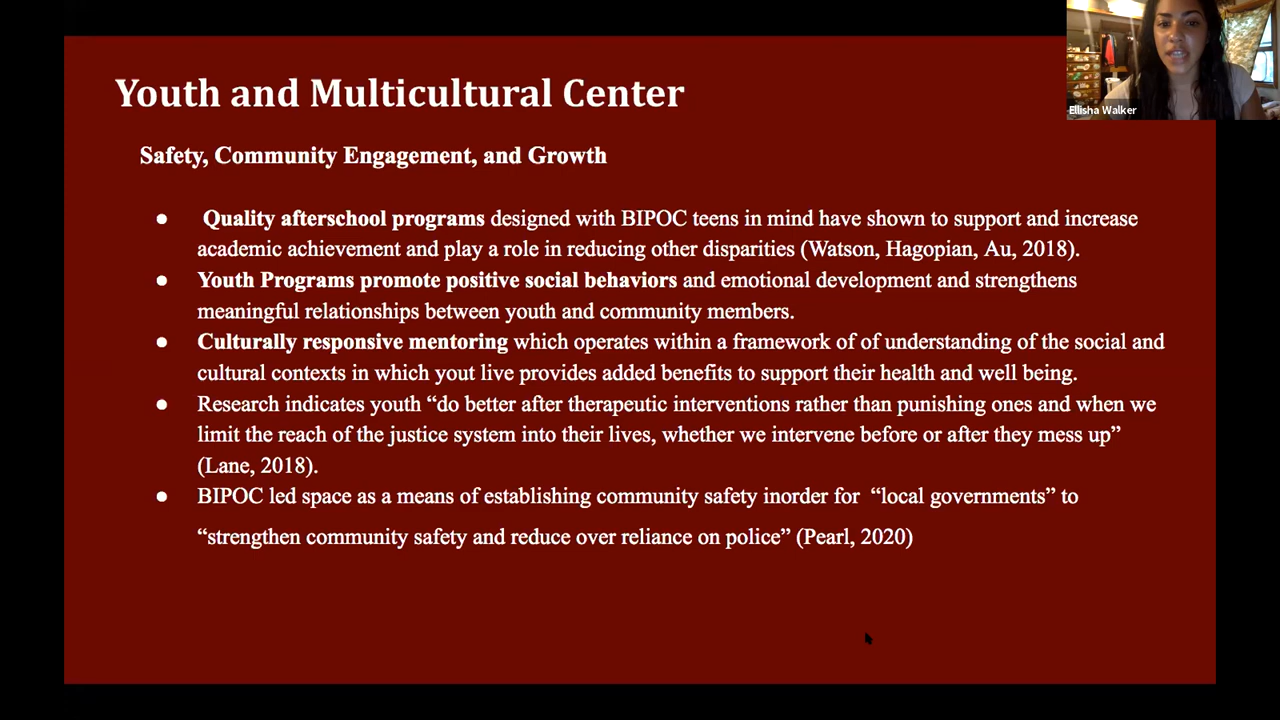 Youth and Multicultural Center
Ellisha Walker
Safety, Community Engagement, and Growth
● Quality afterschool programs designed with BIPOC teens in mind have shown to support and increase
academic achievement and play a role in reducing other disparities (Watson, Hagopian, Au, 2018).
● Youth Programs promote positive social behaviors and emotional development and strengthens
meaningful relationships between youth and community members.
● Culturally responsive mentoring which operates within a framework of of understanding of the social and
cultural contexts in which yout live provides added benefits to support their health and well being.
● Research indicates youth “do better after therapeutic interventions rather than punishing ones and when we
limit the reach of the justice system into their lives, whether we intervene before or after they mess up”
(Lane, 2018).
● BIPOC led space as a means of establishing community safety inorder for “local governments” to
“strengthen community safety and reduce over reliance on police” (Pearl, 2020)